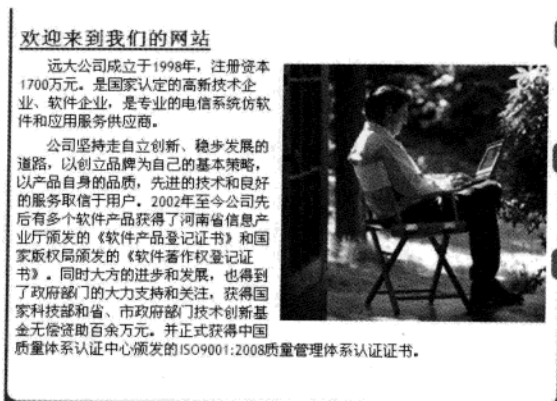 欢迎来到我们的网站
远大公司成立于1998年，注册资本
1700万元。是国家认定的高新技术企
业、软件企业，是专业的电信系统仿软
件和应用服务供应商。
公司坚持走自立创新、稳步发展的
道路，以创立品牌为自己的基本策略，
以产品自身的品质，先进的技术和良好
的服务取信于用户。2002年至今公司先
后有多个软件产品获得了河南省信息产
业厅颁发的《软件产品登记证书》和国
家版权局颁发的《软件著作权登记证
书》。同时大方的进步和发展，也得到
了政府部门的大力支持和关注，获得国
家科技部和省、市政府部门技术创新基
金无偿资助百余万元。并正式获得中国
质量体系认证中心颁发的ISO9001:2008质量管理体系认证证书。